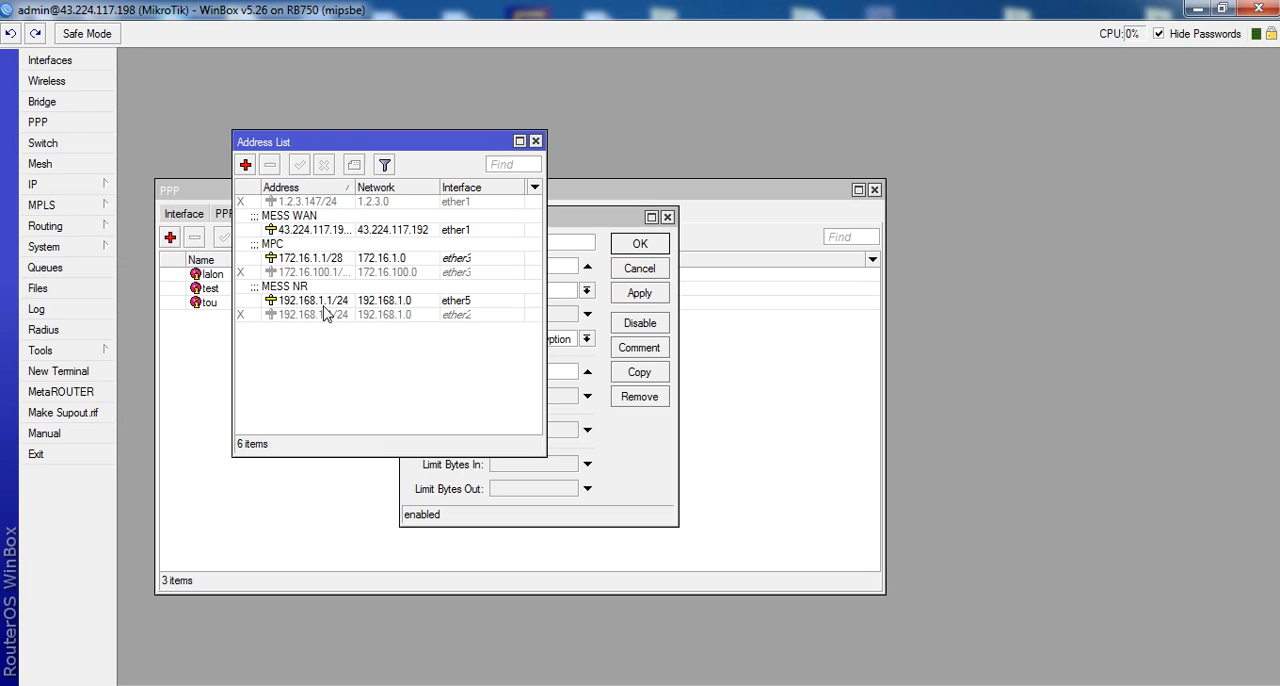 admin@43.224.117.198 (MikroTik) - WinBox v5.26 on RB750 (mipsbe)
Safe Mode
CPU: 0%
Hide Passwords
Interfaces
Wireless
Bridge
PPP
Switch
Mesh
IP
MPLS
Routing
System
Queues
Files
Log
Radius
Tools
New Terminal
MetaROUTER
Make Supout.rif
Manual
Exit
RouterOS WinBox
PPP
Interface
Find
Name
lalon
test
tou
3 items
Address List
Find
Address Network Interface
X 1.2.3.147/24 1.2.3.0 ether1
;;; MESS WAN
43.224.117.19... 43.224.117.192 ether1
;;; MPC
172.16.1.1/28 172.16.1.0 ether3
X 172.16.100.1/... 172.16.100.0 ether3
;;; MESS NR
192.168.1.1/24 192.168.1.0 ether5
X 192.168. /24 192.168.1.0 ether2
6 items
OK
Cancel
Apply
Disable
Comment
Copy
Remove
Limit Bytes In:
Limit Bytes Out:
enabled